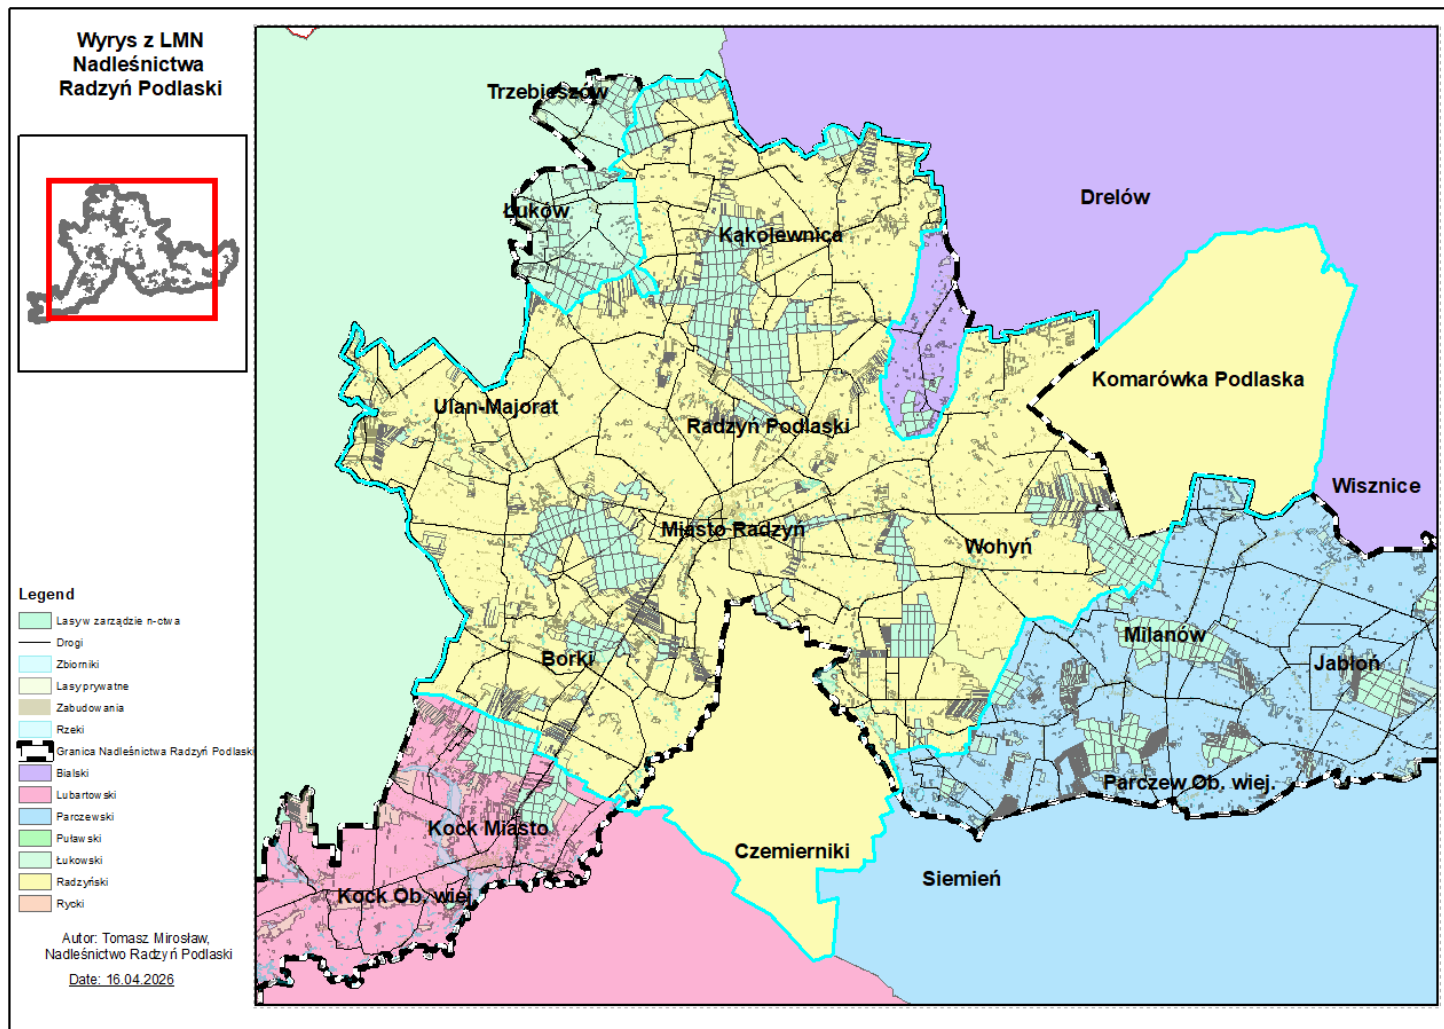 Wyrys z LMN
Nadleśnictwa
Radzyń Podlaski
Trzebieszów
Drelów
Łuków
Kąkolewnica
Komarówka Podlaska
Ulan-Majorat
Radzyń Podlaski
Wisznice
Miasto Radzyń
Wohyń
Milanów
Jabłoń
Borki
Parczew Ob. wiej.
Kock Miasto
Czemierniki
Siemień
Kock Ob. wiej.
Legend
Lasy w zarządzie n-ctwa
Drogi
Zbiorniki
Lasy prywatne
Zabudowania
Rzeki
Granica Nadleśnictwa Radzyń Podlaski
Bialski
Lubartowski
Parczewski
Puławski
Łukowski
Radzyński
Rycki
Autor: Tomasz Mirosław,
Nadleśnictwo Radzyń Podlaski
Date: 16.04.2026